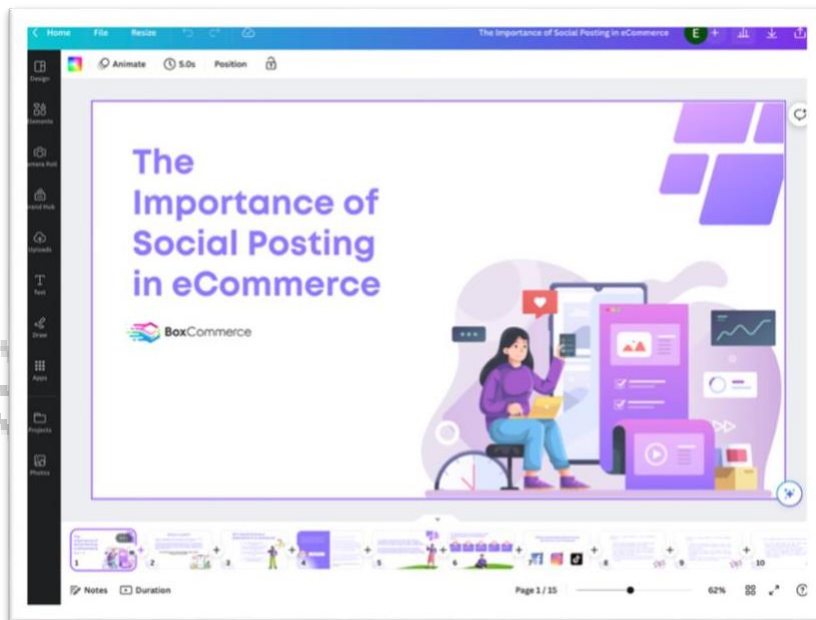 Home File Resize The Importance of Social Posting in eCommerce E +
Animate 5.0s Position
Design
Elements
Camera Roll
Brand Hub
Uploads
Text
Draw
Apps
Projects
Photos
The
Importance of
Social Posting
in eCommerce
BoxCommerce
1 2 3 4 5 6 7 8 9 10
Notes Duration Page 1 / 15 62%